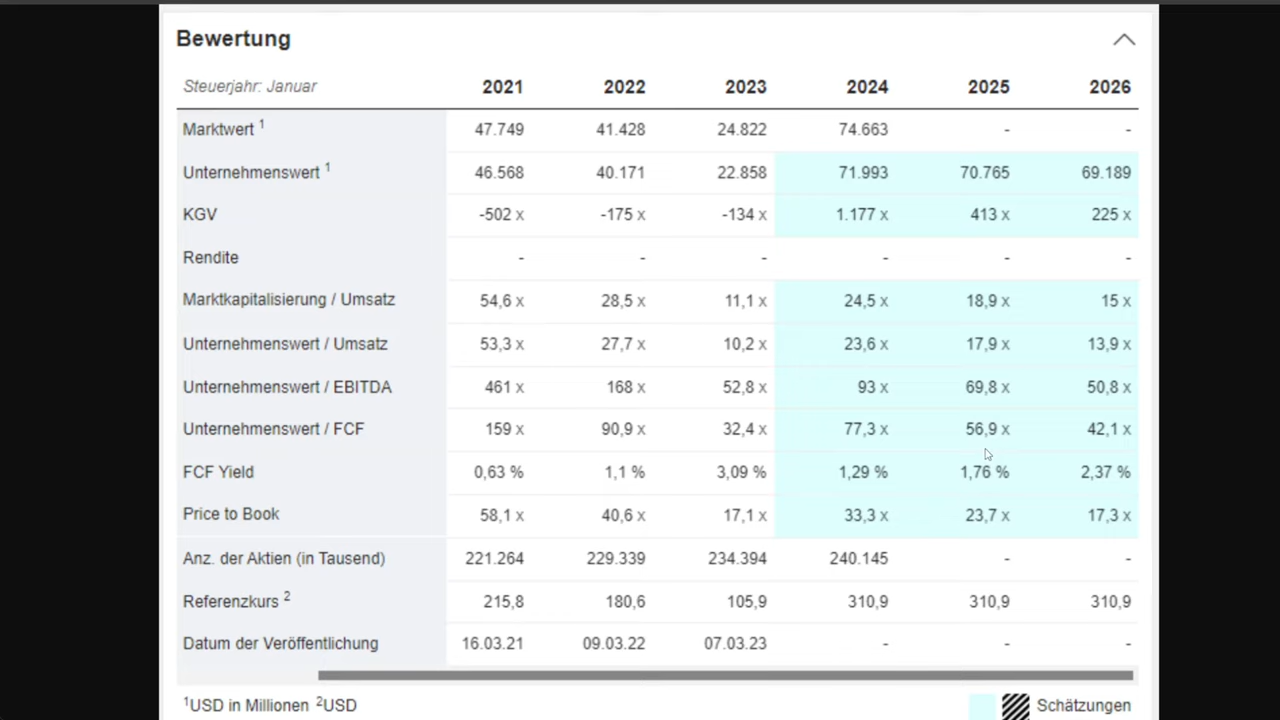 Bewertung
Steuerjahr: Januar 2021 2022 2023 2024 2025 2026
Marktwert 1 47.749 41.428 24.822 74.663 - -
Unternehmenswert 1 46.568 40.171 22.858 71.993 70.765 69.189
KGV -502 x -175 x -134 x 1.177 x 413 x 225 x
Rendite - - - - - -
Marktkapitalisierung / Umsatz 54,6 x 28,5 x 11,1 x 24,5 x 18,9 x 15 x
Unternehmenswert / Umsatz 53,3 x 27,7 x 10,2 x 23,6 x 17,9 x 13,9 x
Unternehmenswert / EBITDA 461 x 168 x 52,8 x 93 x 69,8 x 50,8 x
Unternehmenswert / FCF 159 x 90,9 x 32,4 x 77,3 x 56,9 x 42,1 x
FCF Yield 0,63 % 1,1 % 3,09 % 1,29 % 1,76 % 2,37 %
Price to Book 58,1 x 40,6 x 17,1 x 33,3 x 23,7 x 17,3 x
Anz. der Aktien (in Tausend) 221.264 229.339 234.394 240.145 - -
Referenzkurs 2 215,8 180,6 105,9 310,9 310,9 310,9
Datum der Veröffentlichung 16.03.21 09.03.22 07.03.23 - - -
1USD in Millionen 2USD Schätzungen